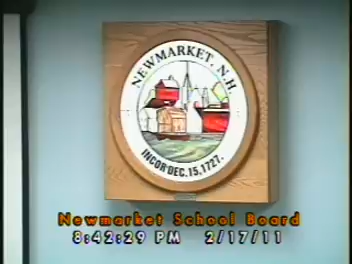 NEWMARKET, N.H.
INCOR'DEC.15,1727.
Newmarket School Board
8:42:29 PM 2/17/11